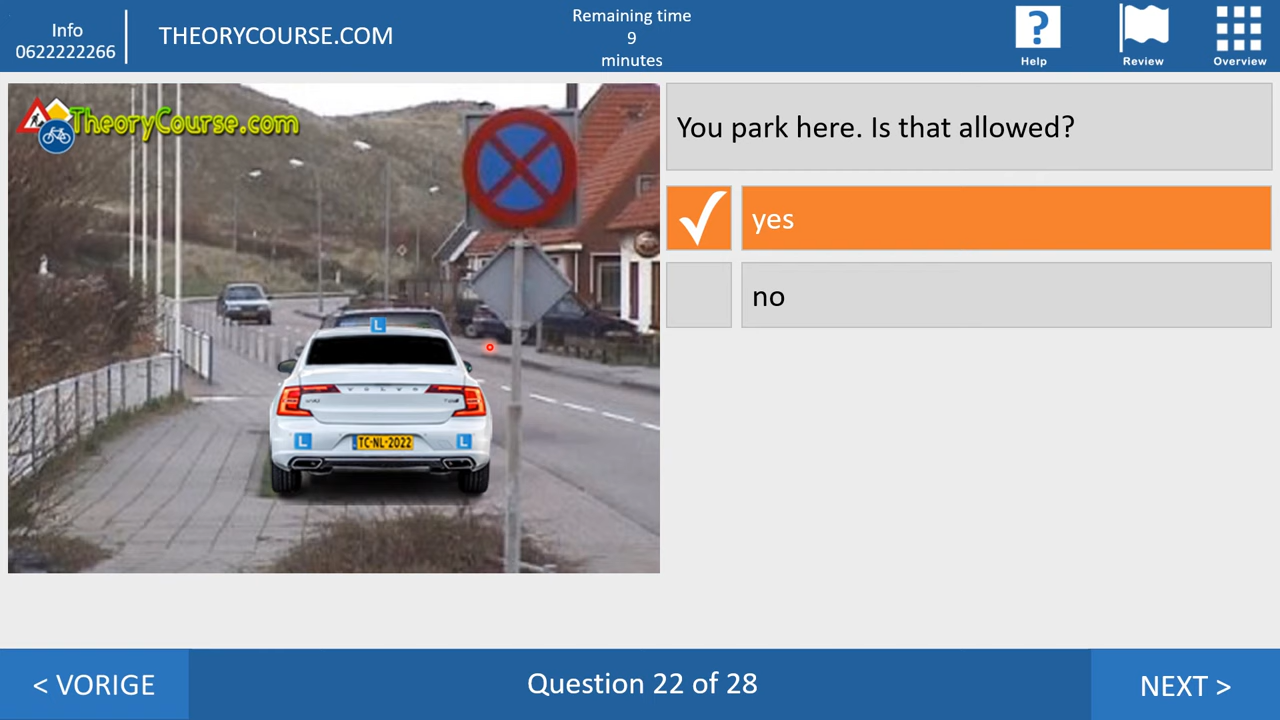 Info
0622222266
THEORYCOURSE.COM
Remaining time
9
minutes
Help
Review
Overview
TheoryCourse.com
L
VOLVO
L
TC-NL-2022
L
You park here. Is that allowed?
yes
no
< VORIGE
Question 22 of 28
NEXT >